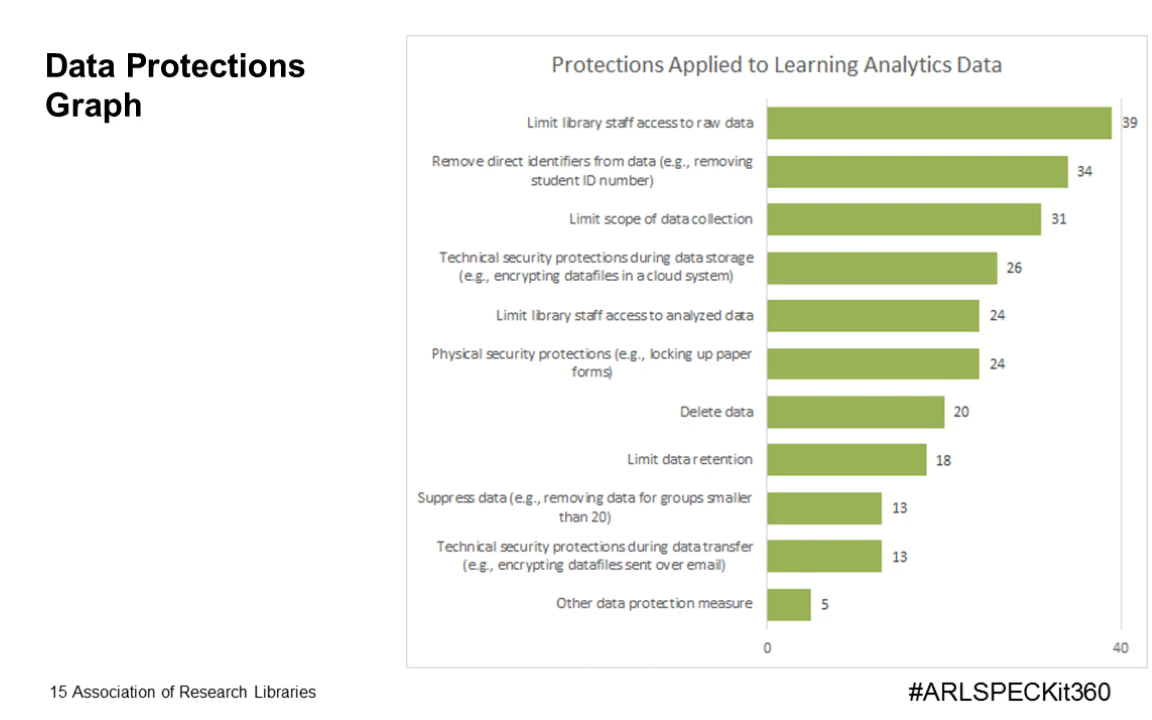 Data Protections
Graph
Protections Applied to Learning Analytics Data
Limit library staff access to raw data
39
Remove direct identifiers from data (e.g., removing
student ID number)
34
Limit scope of data collection
31
Technical security protections during data storage
(e.g., encrypting datafiles in a cloud system)
26
Limit library staff access to analyzed data
24
Physical security protections (e.g., locking up paper
forms)
24
Delete data
20
Limit data retention
18
Suppress data (e.g., removing data for groups smaller
than 20)
13
Technical security protections during data transfer
(e.g., encrypting datafiles sent over email)
13
Other data protection measure
5
0
40
15 Association of Research Libraries
#ARLSPECKit360